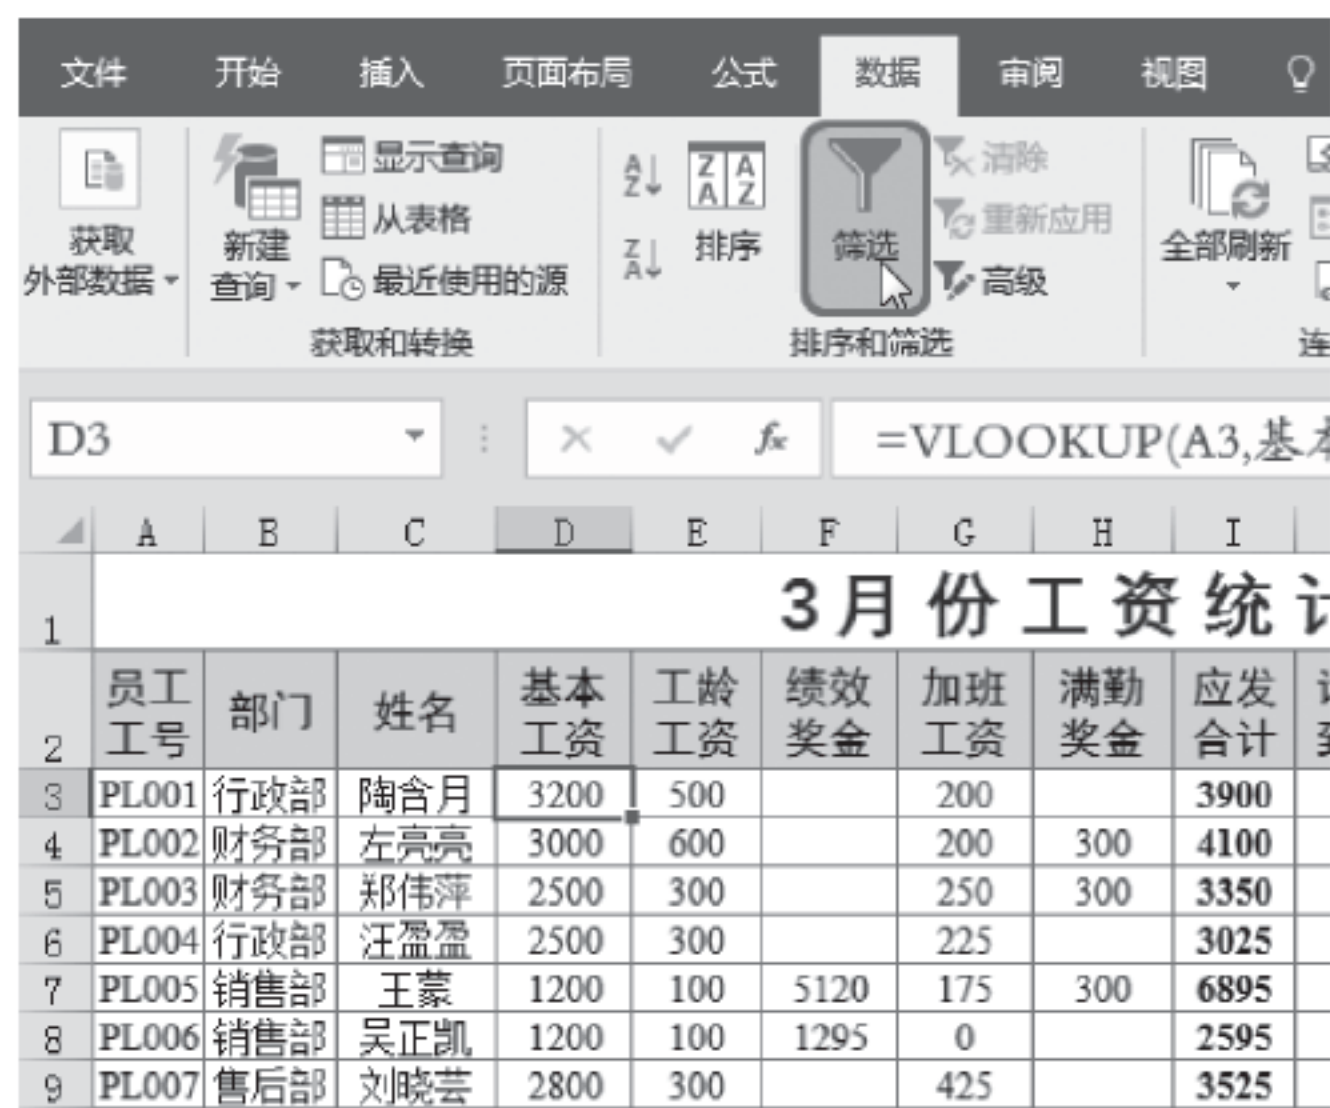 文件 开始 插入 页面布局 公式 数据 审阅 视图
获取
外部数据
新建
查询
显示查询
从表格
最近使用的源
获取和转换
A
Z
Z
A
Z A
A Z
排序
筛选
清除
重新应用
高级
排序和筛选
全部刷新
连
D3 fx =VLOOKUP(A3,基本
A B C D E F G H I
1 3月份工资统计
2 员工工号 部门 姓名 基本工资 工龄工资 绩效奖金 加班工资 满勤奖金 应发合计
3 PL001 行政部 陶含月 3200 500 200 3900
4 PL002 财务部 左亮亮 3000 600 200 300 4100
5 PL003 财务部 郑伟萍 2500 300 250 300 3350
6 PL004 行政部 汪盈盈 2500 300 225 3025
7 PL005 销售部 王蒙 1200 100 5120 175 300 6895
8 PL006 销售部 吴正凯 1200 100 1295 0 2595
9 PL007 售后部 刘晓芸 2800 300 425 3525